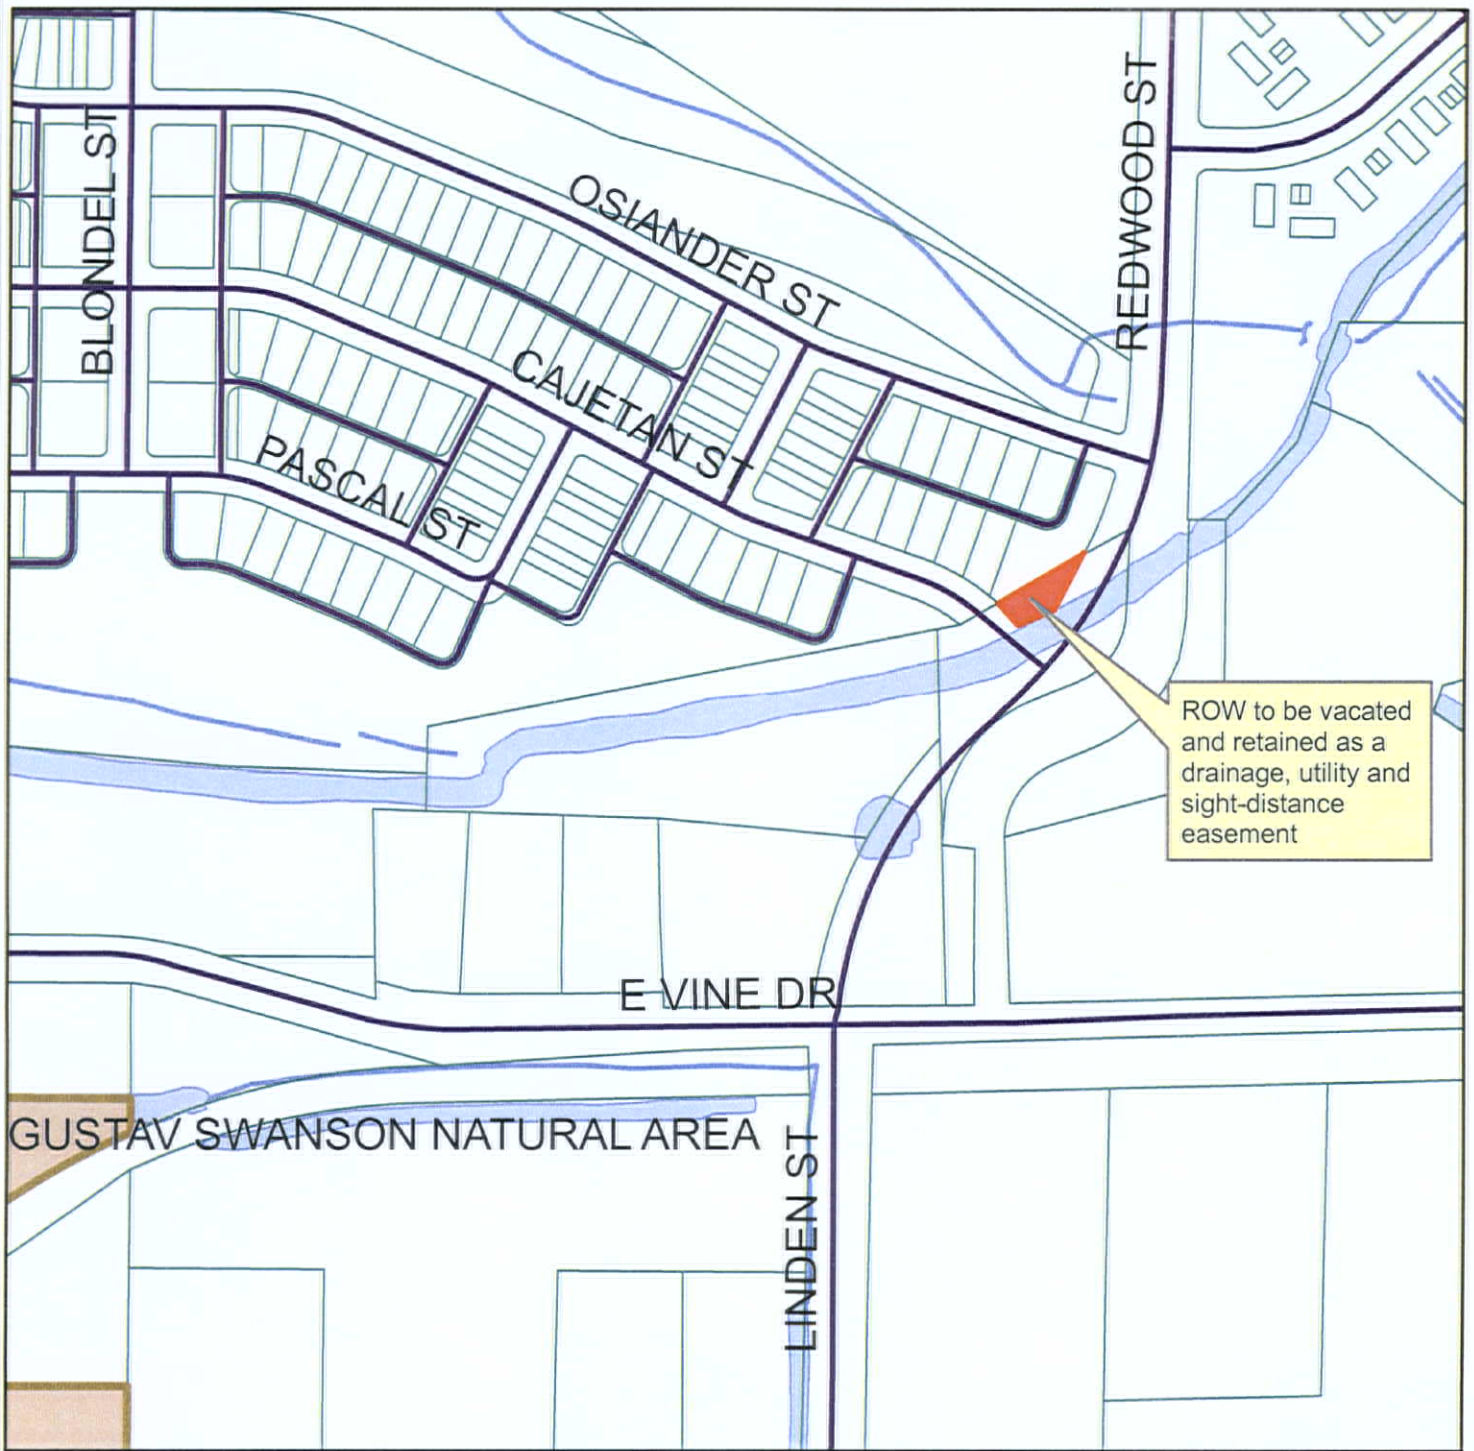 BLONDEL ST
REDWOOD ST
OSIANDER ST
CAJETAN ST
PASCAL ST
ROW to be vacated
and retained as a
drainage, utility and
sight-distance
easement
E VINE DR
GUSTAV SWANSON NATURAL AREA
LINDEN ST